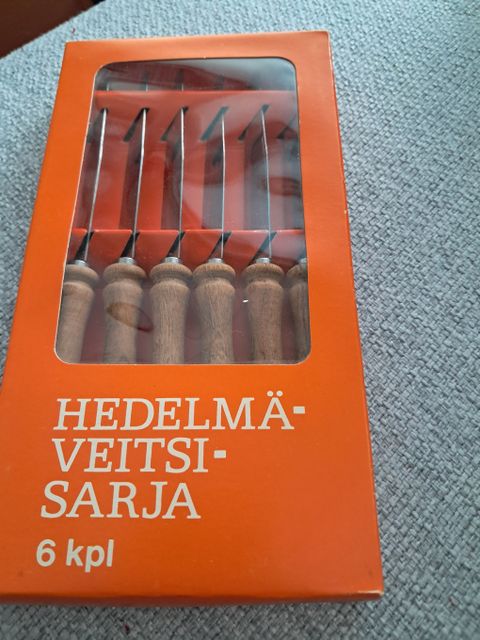 HEDELMÄ-
VEITSI-
SARJA
6 kpl